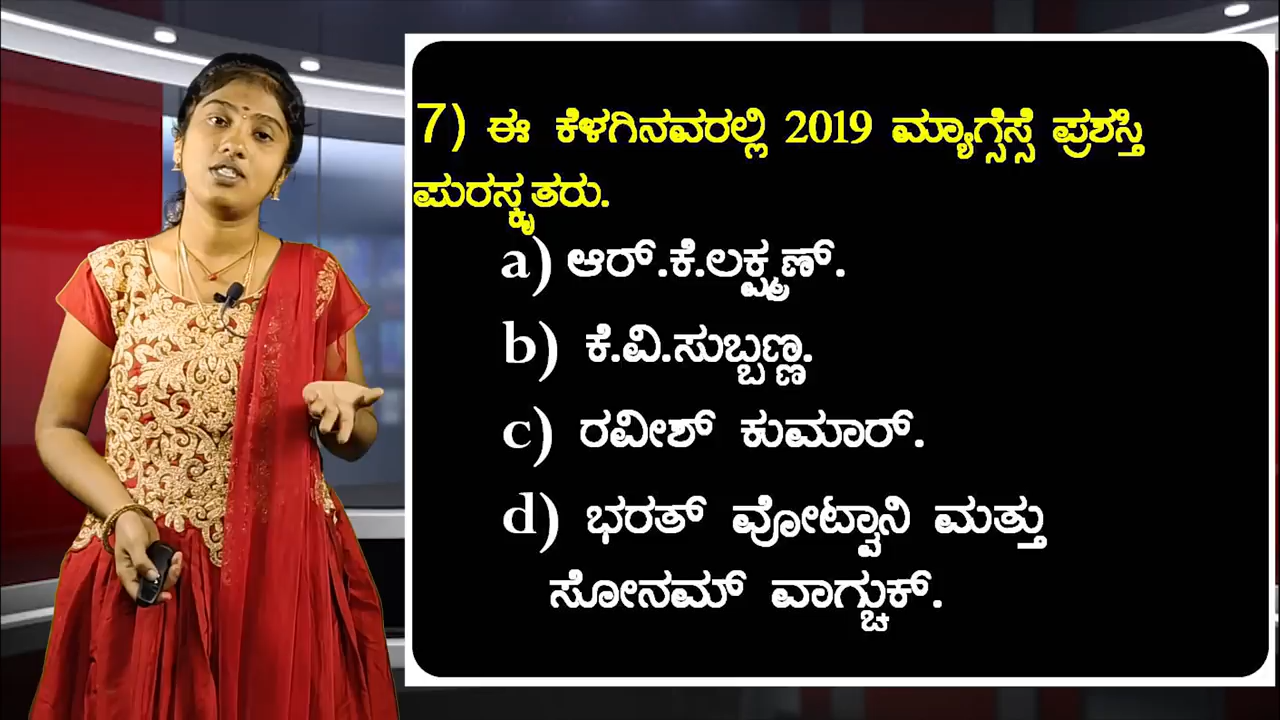 7) ಈ ಕೆಳಗಿನವರಲ್ಲಿ 2019 ಮ್ಯಾಗ್ಸೆಸ್ಸೆ ಪ್ರಶಸ್ತಿ
ಪುರಸ್ಕೃತರು.
a) ಆರ್.ಕೆ.ಲಕ್ಷ್ಮಣ್.
b) ಕೆ.ವಿ.ಸುಬ್ಬಣ್ಣ.
c) ರವೀಶ್ ಕುಮಾರ್.
d) ಭರತ್ ವೋಟ್ವಾನಿ ಮತ್ತು
ಸೋನಮ್ ವಾಗ್ಚುಕ್.